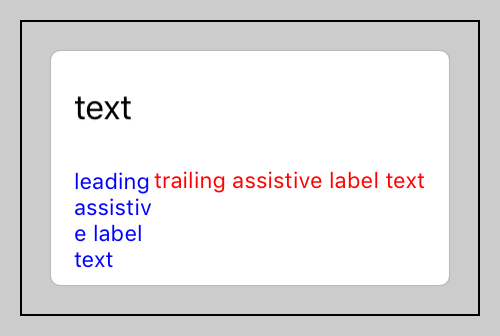 text
leading trailing assistive label text
assistiv
e label
text